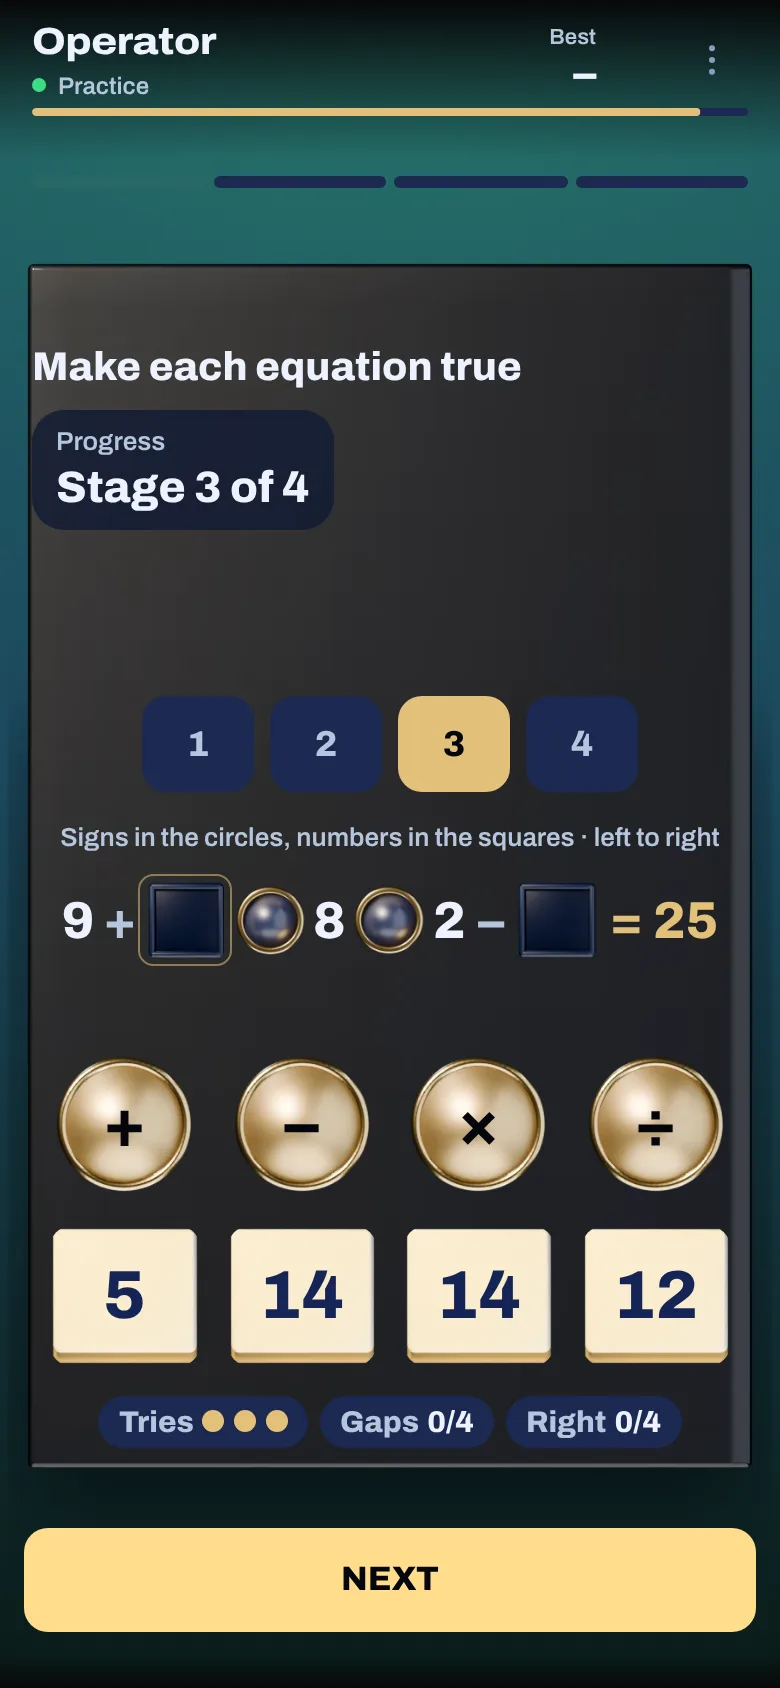 Operator
Best
Practice
–
Make each equation true
Progress
Stage 3 of 4
1 2 3 4
Signs in the circles, numbers in the squares · left to right
9 + 8 2 – = 25
+ – × ÷
5 14 14 12
Tries Gaps 0/4 Right 0/4
NEXT